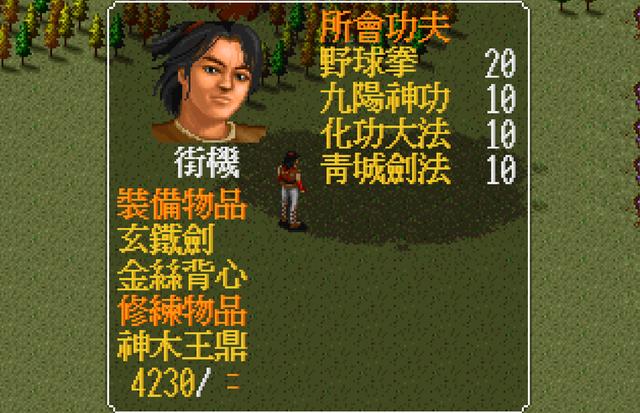 所會功夫
野球拳 20
九陽神功 10
化功大法 10
青城劍法 10
街機
裝備物品
玄鐵劍
金絲背心
修練物品
神木王鼎
4230/ =